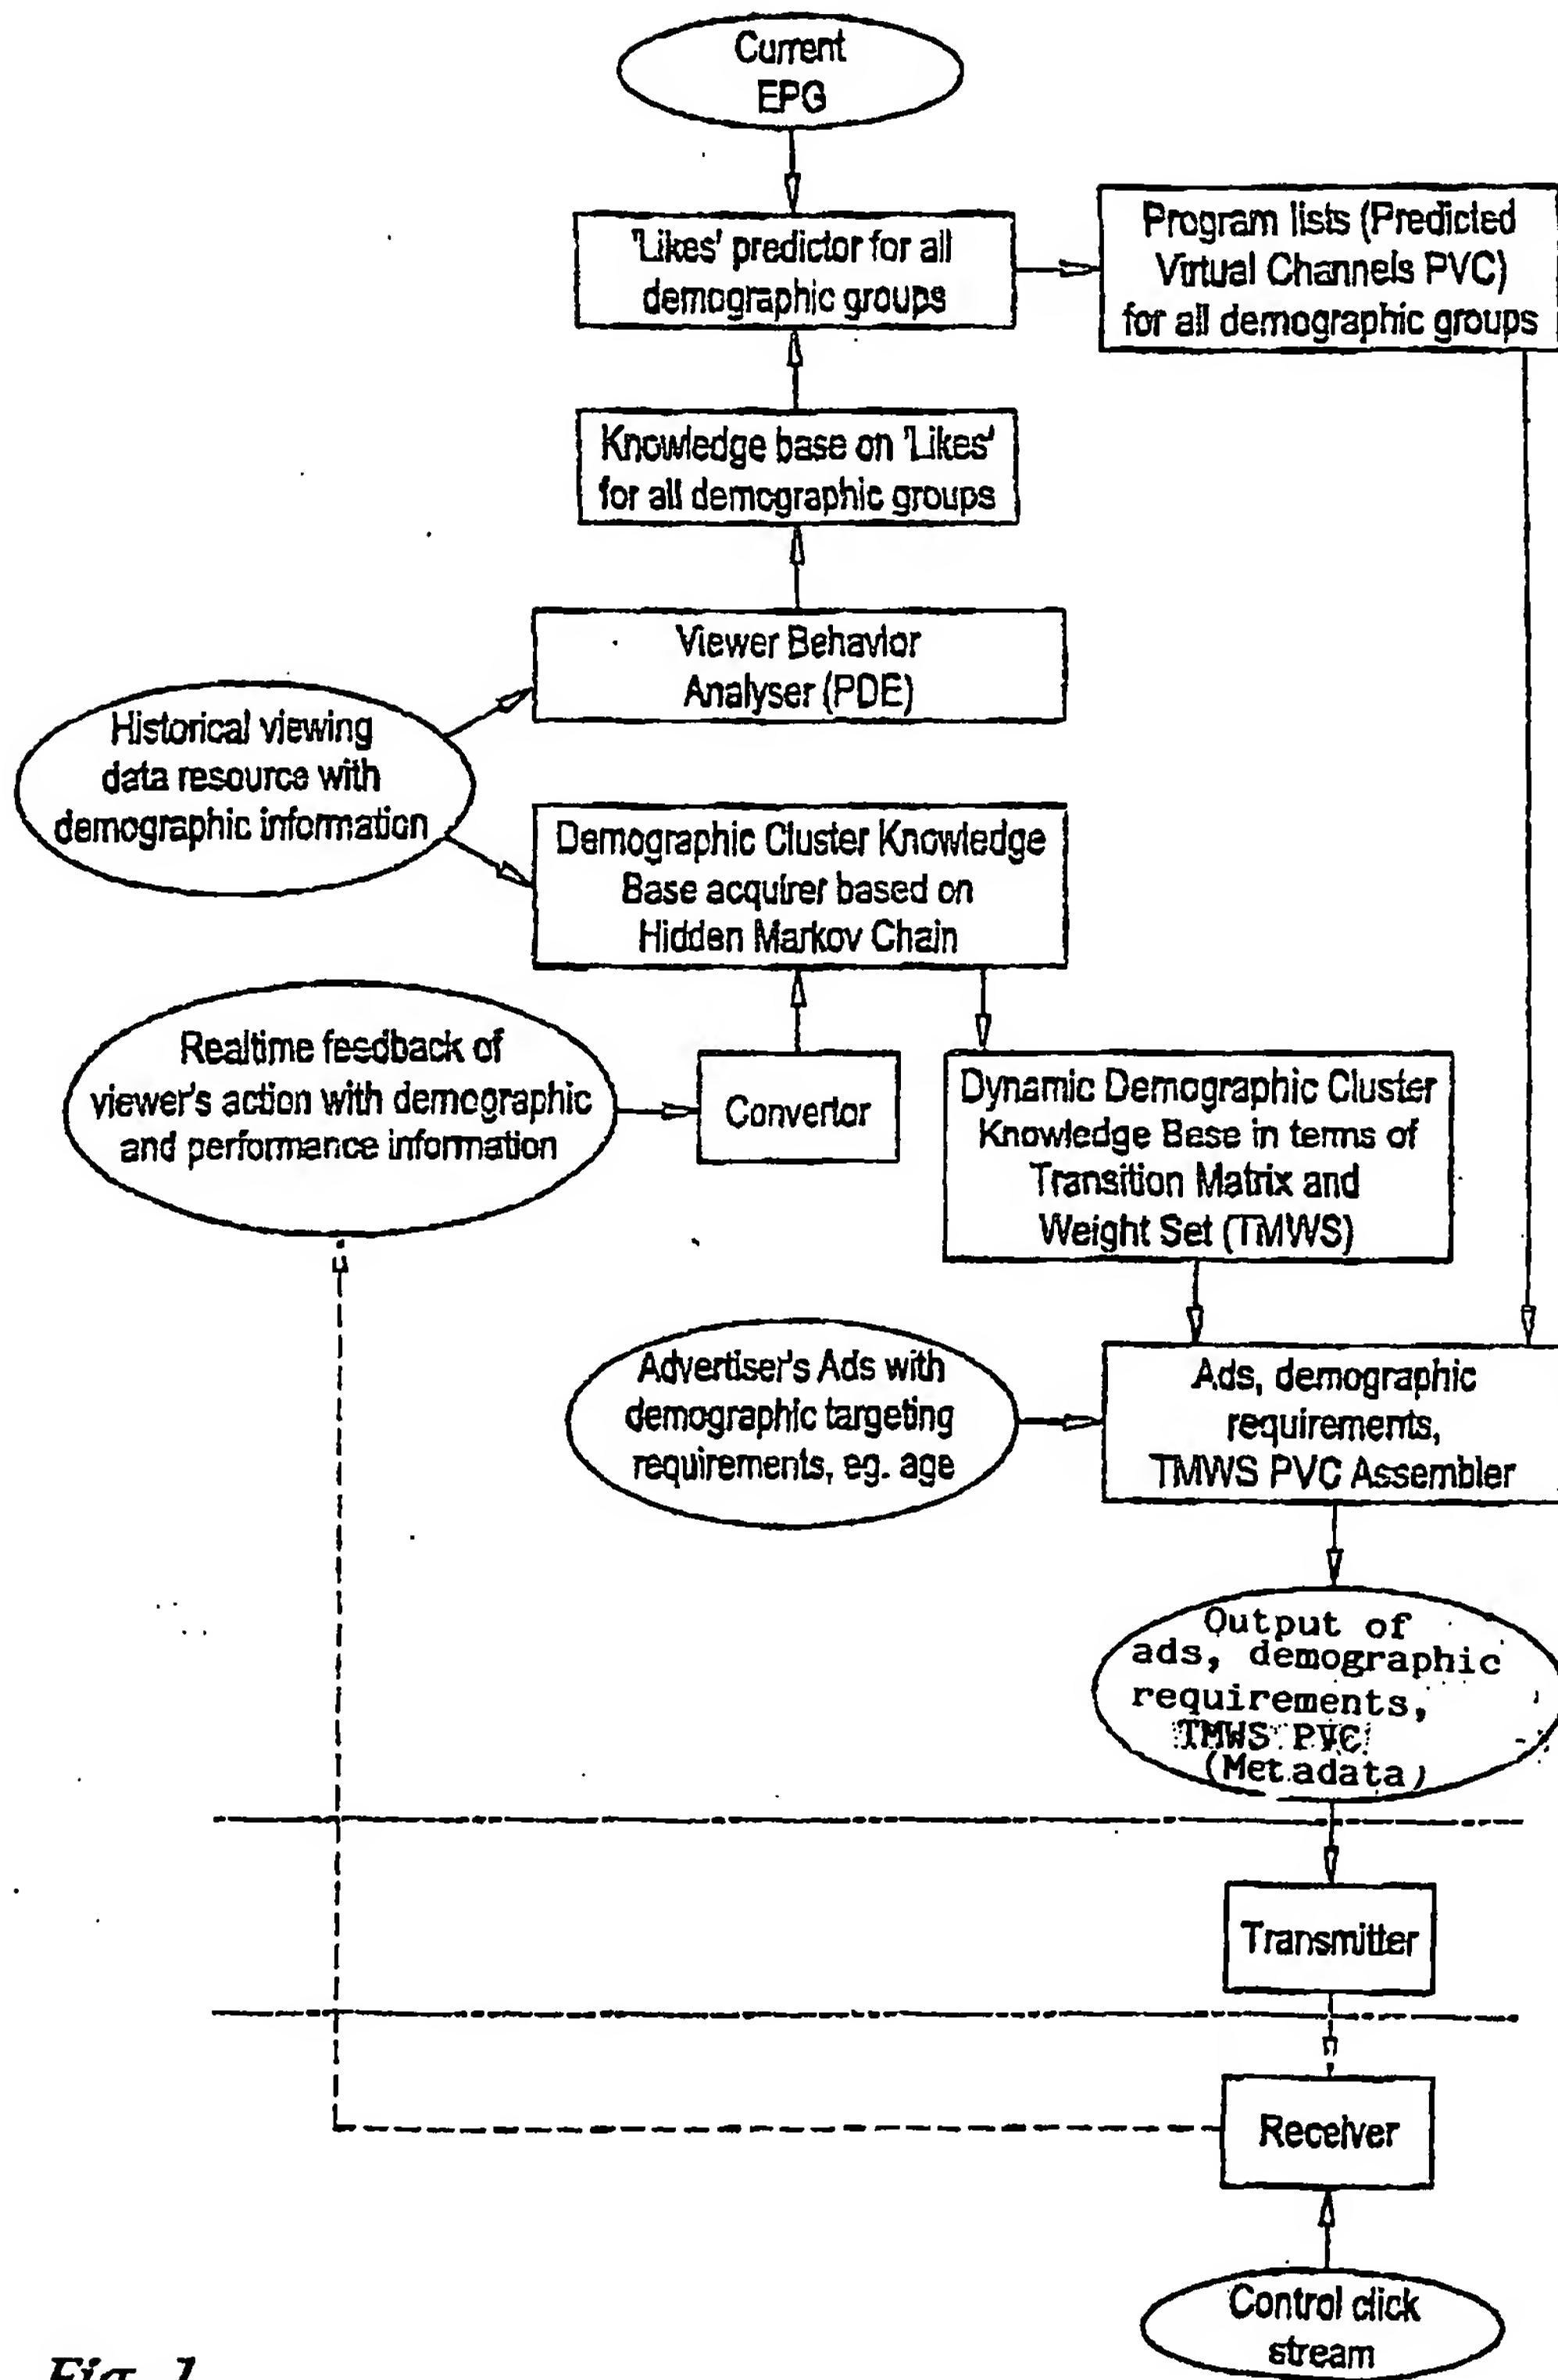 Current
EPG
'Likes' predictor for all
demographic groups
Program lists (Predicted
Virtual Channels PVC)
for all demographic groups
Knowledge base on 'Likes'
for all demographic groups
Viewer Behavior
Analyser (PDE)
Historical viewing
data resource with
demographic information
Demographic Cluster Knowledge
Base acquirer based on
Hidden Markov Chain
Realtime feedback of
viewer's action with demographic
and performance information
Convertor
Dynamic Demographic Cluster
Knowledge Base in terms of
Transition Matrix and
Weight Set (TMWS)
Advertiser's Ads with
demographic targeting
requirements, eg. age
Ads, demographic
requirements,
TMWS PVC Assembler
Output of
ads, demographic
requirements,
TMWS PVC
(Metadata)
Transmitter
Receiver
Control click
stream
Fig. 1